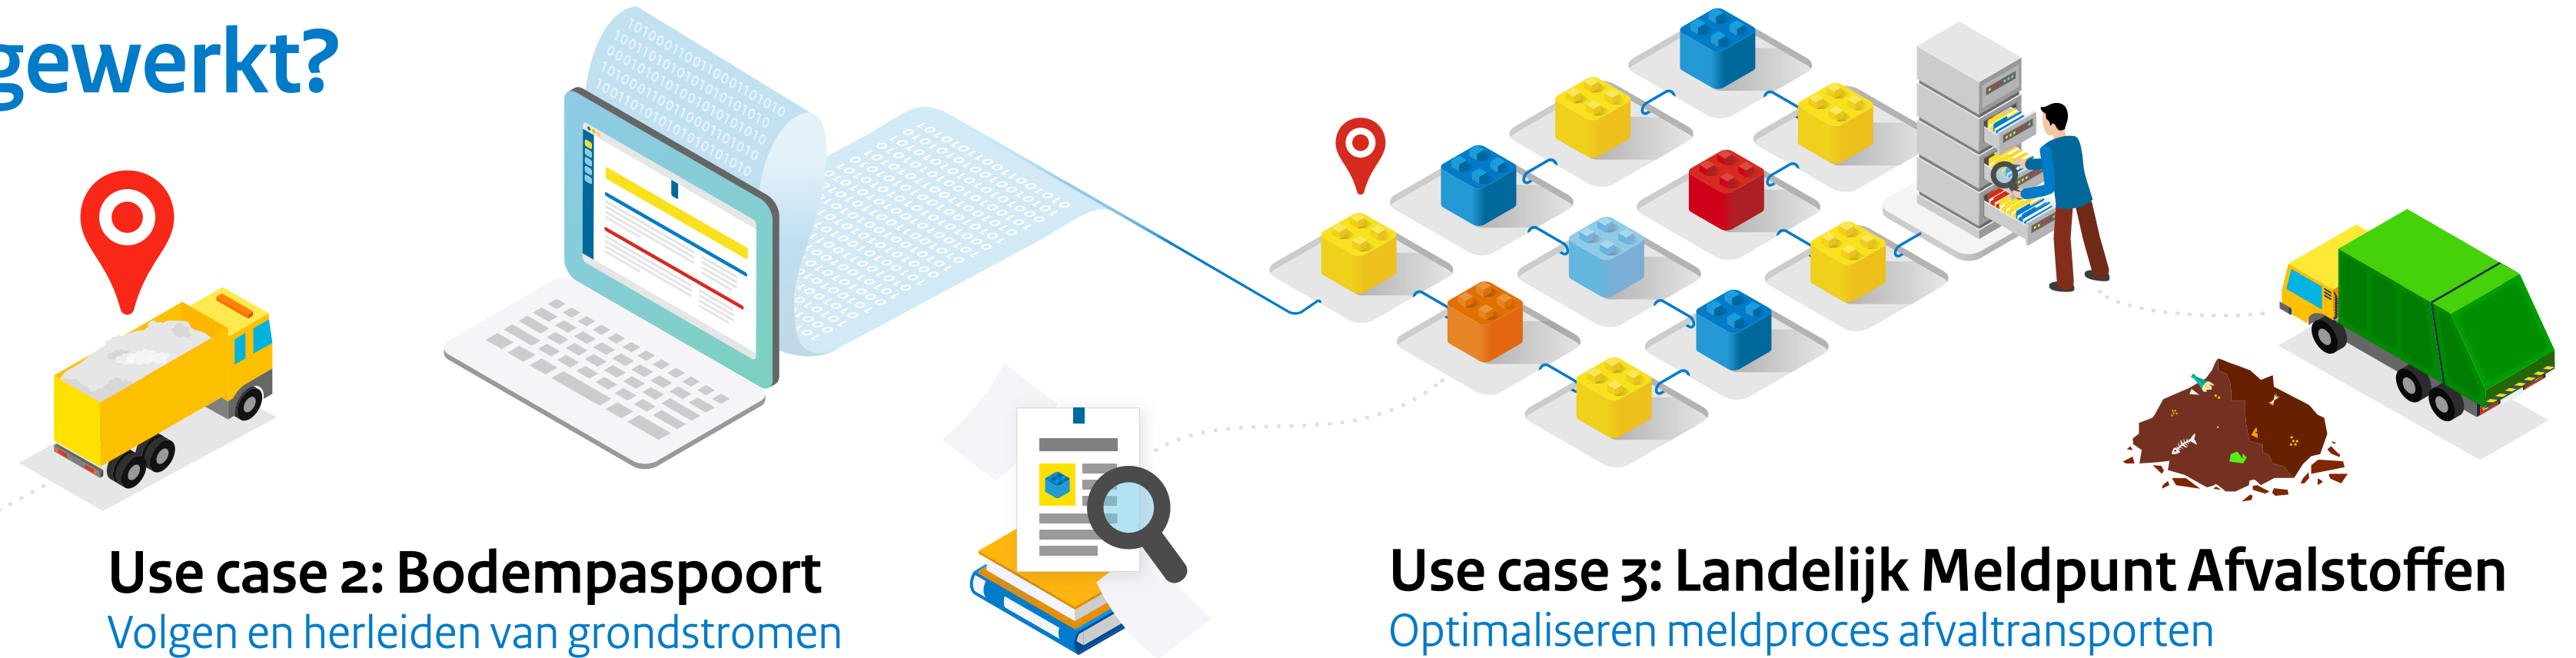 gewerkt?
Use case 2: Bodempaspoort
Volgen en herleiden van grondstromen
Use case 3: Landelijk Meldpunt Afvalstoffen
Optimaliseren meldproces afvaltransporten